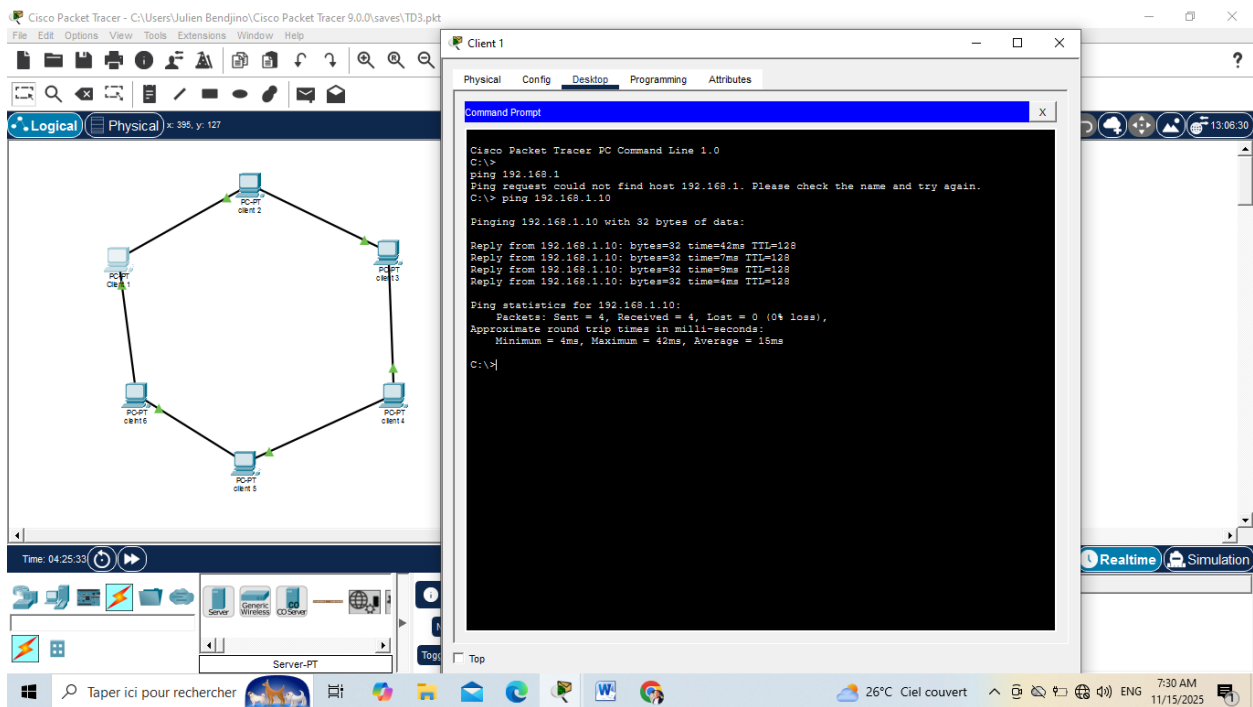 Cisco Packet Tracer - C:\Users\Julien Bendjino\Cisco Packet Tracer 9.0.0\saves\TD3.pkt
File Edit Options View Tools Extensions Window Help
Logical Physical x: 395, y: 127
13:06:30
PC-PT
client 2
PC-PT
Client 1
PC-PT
client 3
PC-PT
cleint 6
PC-PT
client 4
PC-PT
client 5
Client 1
Physical Config Desktop Programming Attributes
Command Prompt X
Cisco Packet Tracer PC Command Line 1.0
C:\>
ping 192.168.1
Ping request could not find host 192.168.1. Please check the name and try again.
C:\> ping 192.168.1.10
Pinging 192.168.1.10 with 32 bytes of data:
Reply from 192.168.1.10: bytes=32 time=42ms TTL=128
Reply from 192.168.1.10: bytes=32 time=7ms TTL=128
Reply from 192.168.1.10: bytes=32 time=9ms TTL=128
Reply from 192.168.1.10: bytes=32 time=4ms TTL=128
Ping statistics for 192.168.1.10:
Packets: Sent = 4, Received = 4, Lost = 0 (0% loss),
Approximate round trip times in milli-seconds:
Minimum = 4ms, Maximum = 42ms, Average = 15ms
C:\>
Top
Time: 04:25:33
Realtime Simulation
Server
Generic
Wireless
CO Server
Server-PT
Togg
Taper ici pour rechercher
26°C Ciel couvert
ENG
7:30 AM
11/15/2025